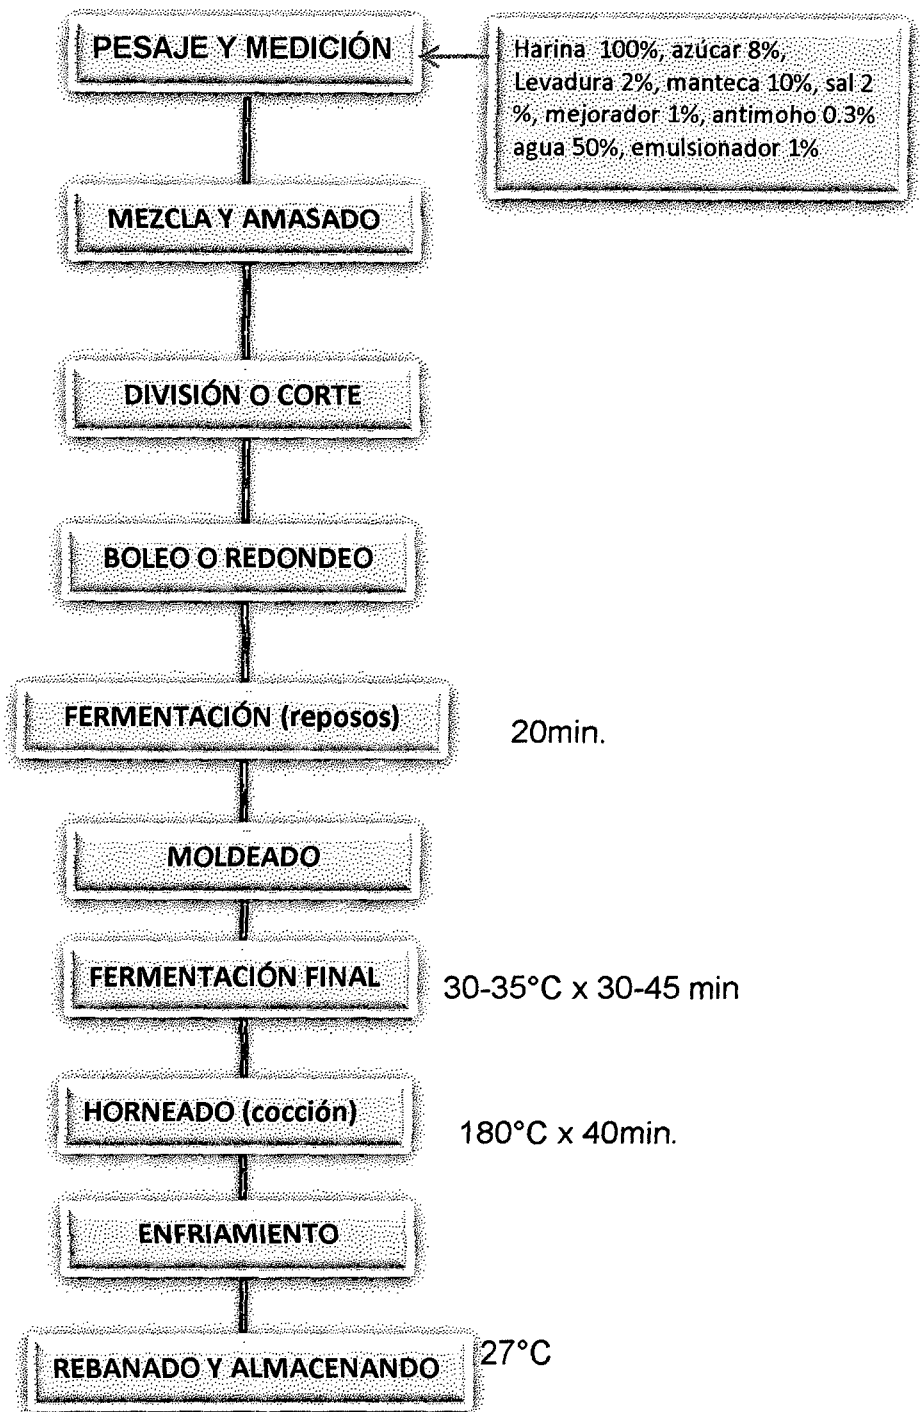 PESAJE Y MEDICIÓN
Harina 100%, azúcar 8%,
Levadura 2%, manteca 10%, sal 2
%, mejorador 1%, antimoho 0.3%
agua 50%, emulsionador 1%
MEZCLA Y AMASADO
DIVISIÓN O CORTE
BOLEO O REDONDEO
FERMENTACIÓN (reposos)
20min.
MOLDEADO
FERMENTACIÓN FINAL
30-35°C x 30-45 min
HORNEADO (cocción)
180°C x 40min.
ENFRIAMIENTO
27°C
REBANADO Y ALMACENANDO